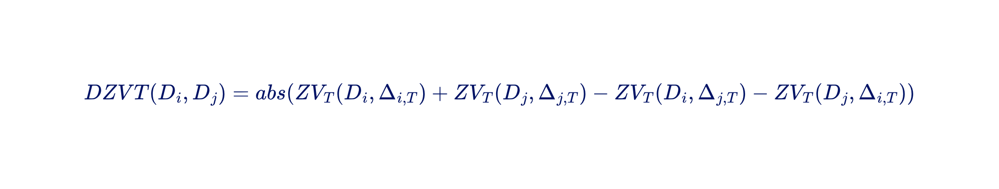 DZVT(D_i, D_j) = abs(ZV_T(D_i, Δ_{i,T}) + ZV_T(D_j, Δ_{j,T}) − ZV_T(D_i, Δ_{j,T}) − ZV_T(D_j, Δ_{i,T}))